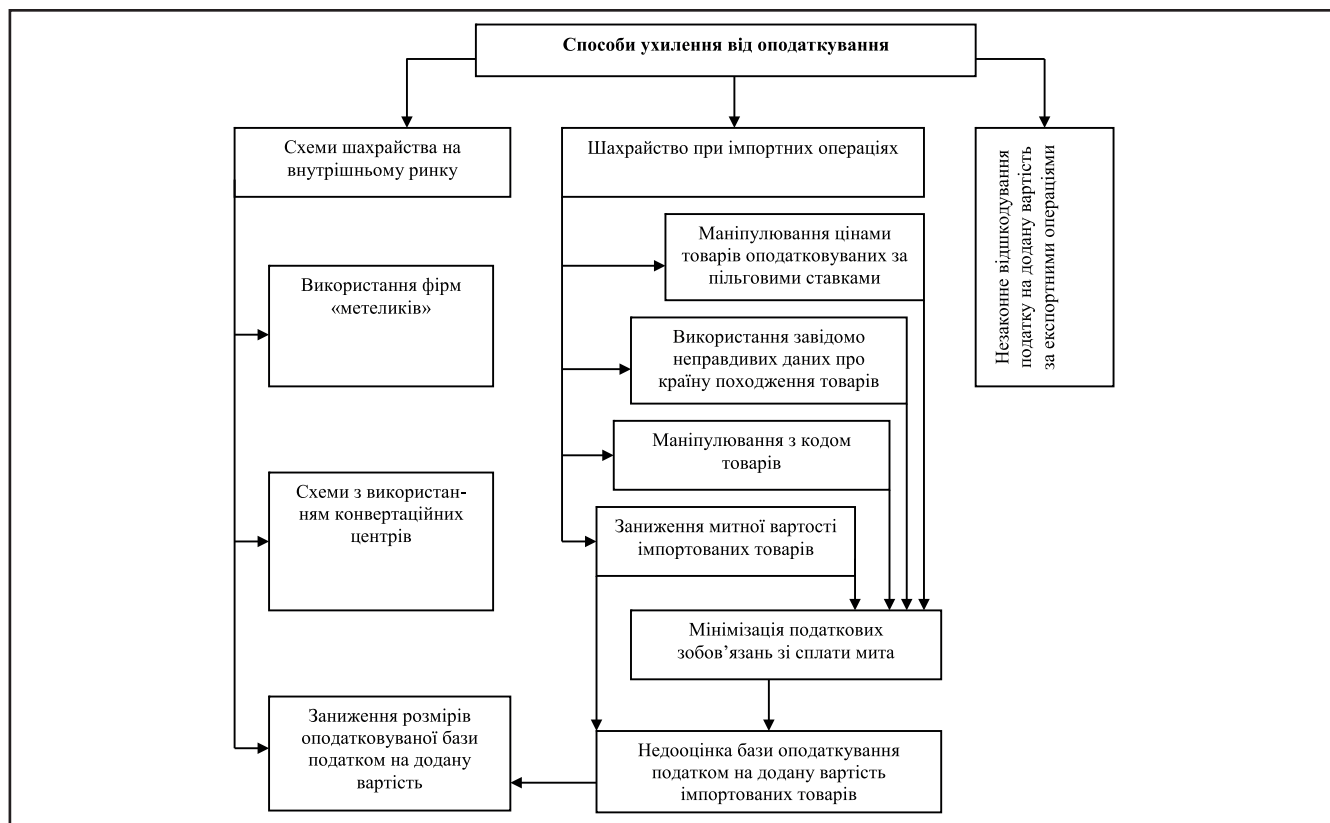 Способи ухилення від оподаткування
Схеми шахрайства на
внутрішньому ринку
Шахрайство при імпортних операціях
Незаконне відшкодування
податку на додану вартість
за експортними операціями
Маніпулювання цінами
товарів оподатковуваних за
пільговими ставками
Використання фірм
«метеликів»
Використання завідомо
неправдивих даних про
країну походження товарів
Маніпулювання з кодом
товарів
Схеми з використан-
ням конвертаційних
центрів
Заниження митної вартості
імпортованих товарів
Мінімізація податкових
зобов’язань зі сплати мита
Заниження розмірів
оподатковуваної бази
податком на додану
вартість
Недооцінка бази оподаткування
податком на додану вартість
імпортованих товарів